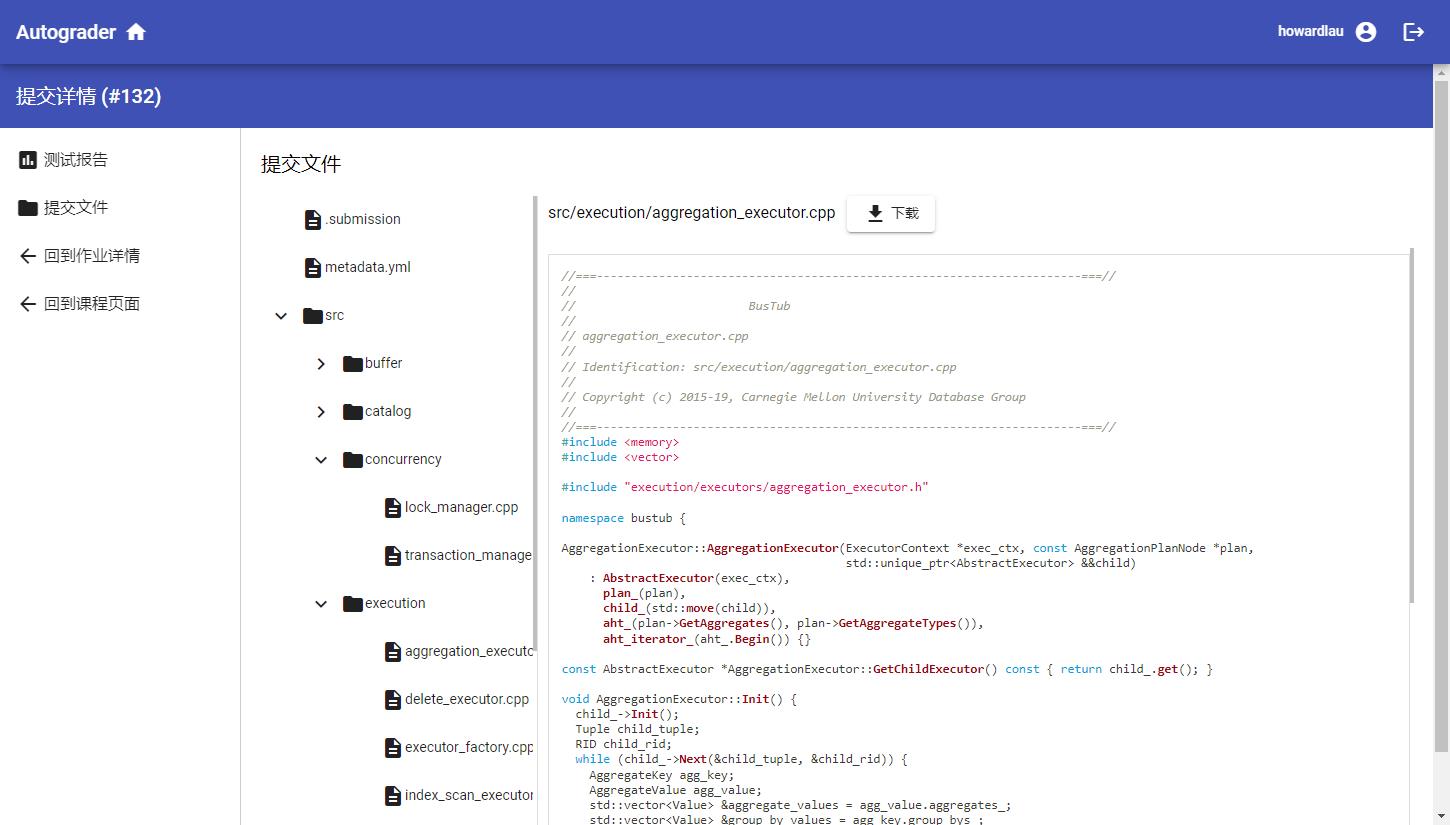 Autograder
howardlau
提交详情 (#132)
测试报告
提交文件
回到作业详情
回到课程页面
提交文件
.submission
metadata.yml
src
buffer
catalog
concurrency
lock_manager.cpp
transaction_manage
execution
aggregation_executo
delete_executor.cpp
executor_factory.cpp
index_scan_executor
src/execution/aggregation_executor.cpp
下载
//===----------------------------------------------------------------------===//
//
//                         BusTub
//
// aggregation_executor.cpp
//
// Identification: src/execution/aggregation_executor.cpp
//
// Copyright (c) 2015-19, Carnegie Mellon University Database Group
//
//===----------------------------------------------------------------------===//
#include <memory>
#include <vector>
#include "execution/executors/aggregation_executor.h"
namespace bustub {
AggregationExecutor::AggregationExecutor(ExecutorContext *exec_ctx, const AggregationPlanNode *plan,
                                         std::unique_ptr<AbstractExecutor> &&child)
    : AbstractExecutor(exec_ctx),
      plan_(plan),
      child_(std::move(child)),
      aht_(plan->GetAggregates(), plan->GetAggregateTypes()),
      aht_iterator_(aht_.Begin()) {}
const AbstractExecutor *AggregationExecutor::GetChildExecutor() const { return child_.get(); }
void AggregationExecutor::Init() {
  child_->Init();
  Tuple child_tuple;
  RID child_rid;
  while (child_->Next(&child_tuple, &child_rid)) {
    AggregateKey agg_key;
    AggregateValue agg_value;
    std::vector<Value> &aggregate_values = agg_value.aggregates_;
    std::vector<Value> &group_by_values = agg_key.group_bys_;